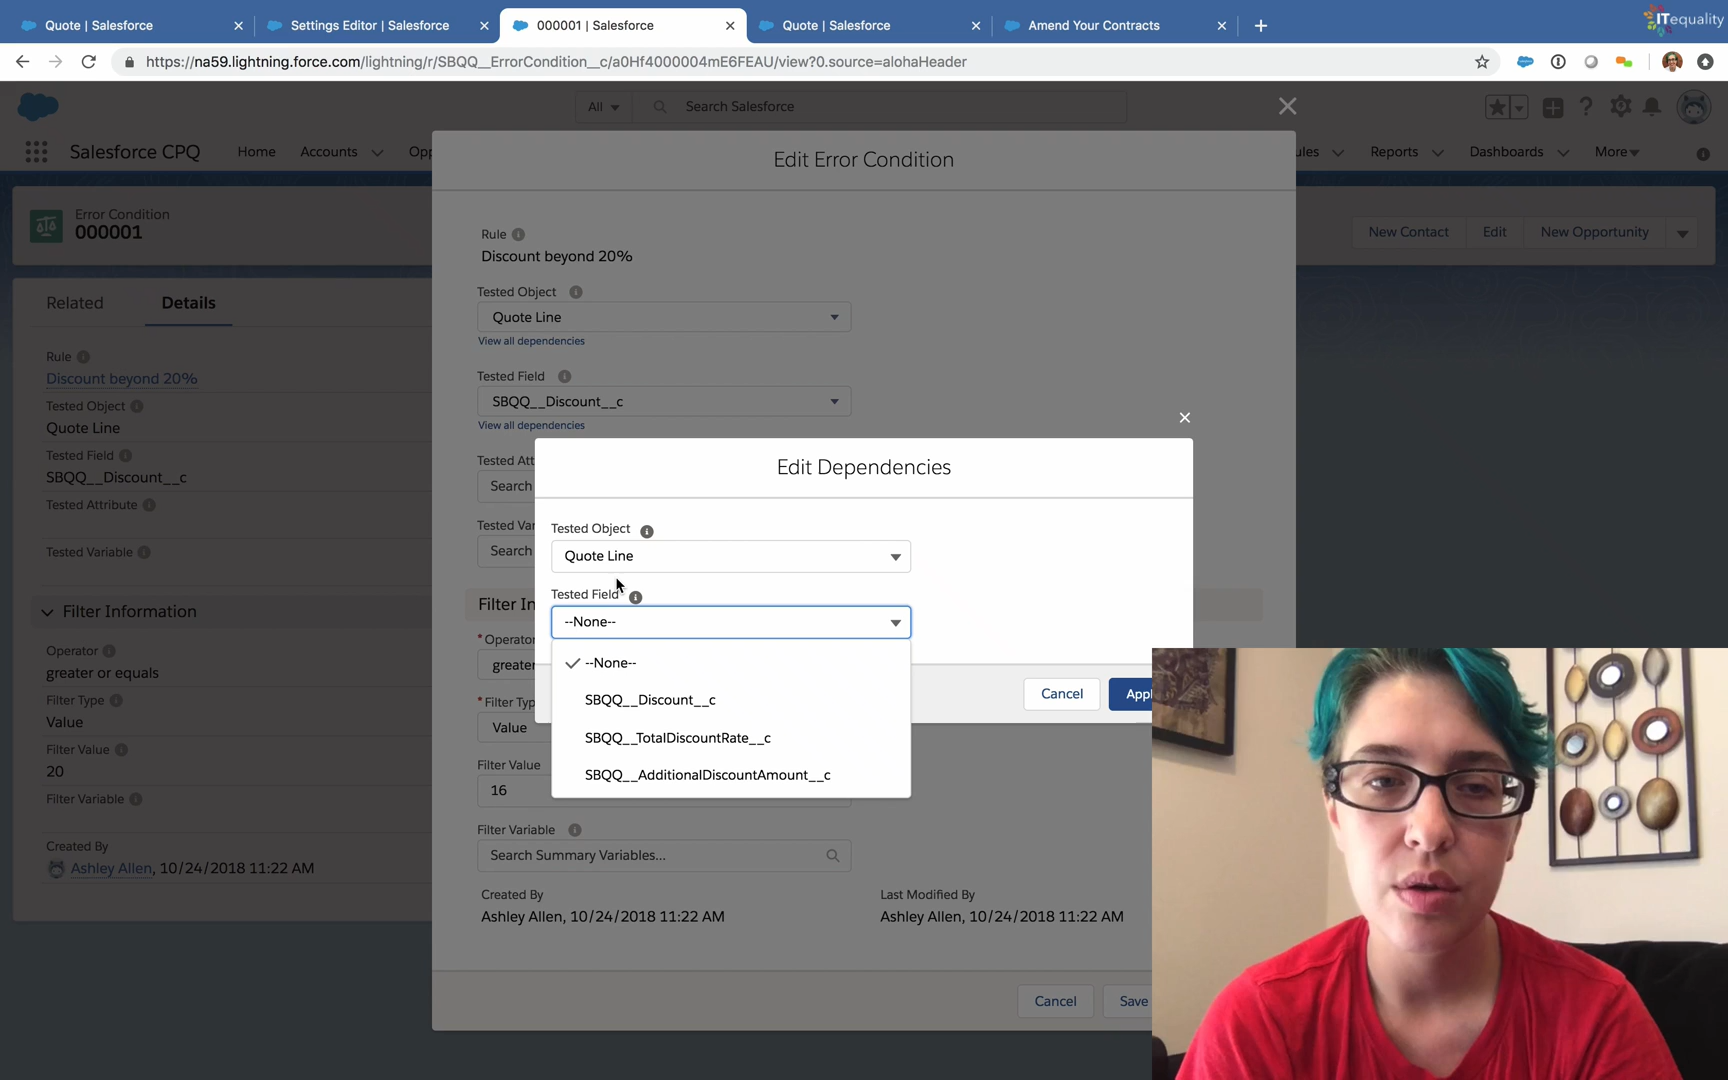 Quote | Salesforce
Settings Editor | Salesforce
000001 | Salesforce
Quote | Salesforce
Amend Your Contracts
ITequality
https://na59.lightning.force.com/lightning/r/SBQQ__ErrorCondition__c/a0Hf4000004mE6FEAU/view?0.source=alohaHeader
All
Search Salesforce
Salesforce CPQ
Home
Accounts
Opp
ules
Reports
Dashboards
More
Edit Error Condition
Error Condition
000001
New Contact
Edit
New Opportunity
Related
Details
Rule
Discount beyond 20%
Tested Object
Quote Line
Tested Field
SBQQ__Discount__c
Tested Attribute
Tested Variable
Filter Information
Operator
greater or equals
Filter Type
Value
Filter Value
20
Filter Variable
Created By
Ashley Allen, 10/24/2018 11:22 AM
Rule
Discount beyond 20%
Tested Object
Quote Line
View all dependencies
Tested Field
SBQQ__Discount__c
View all dependencies
Tested Att
Search
Tested Var
Search
Filter In
*Operator
greater
*Filter Typ
Value
Filter Value
16
Filter Variable
Search Summary Variables...
Created By
Ashley Allen, 10/24/2018 11:22 AM
Last Modified By
Ashley Allen, 10/24/2018 11:22 AM
Cancel
Save
Edit Dependencies
Tested Object
Quote Line
Tested Field
--None--
--None--
SBQQ__Discount__c
SBQQ__TotalDiscountRate__c
SBQQ__AdditionalDiscountAmount__c
Cancel
Appl